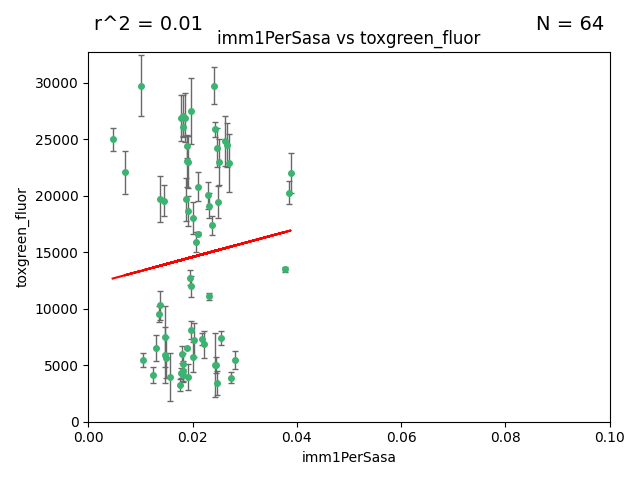 r^2 = 0.01
N = 64
imm1PerSasa vs toxgreen_fluor
30000
25000
20000
15000
10000
5000
0
toxgreen_fluor
0.00
0.02
0.04
0.06
0.08
0.10
imm1PerSasa